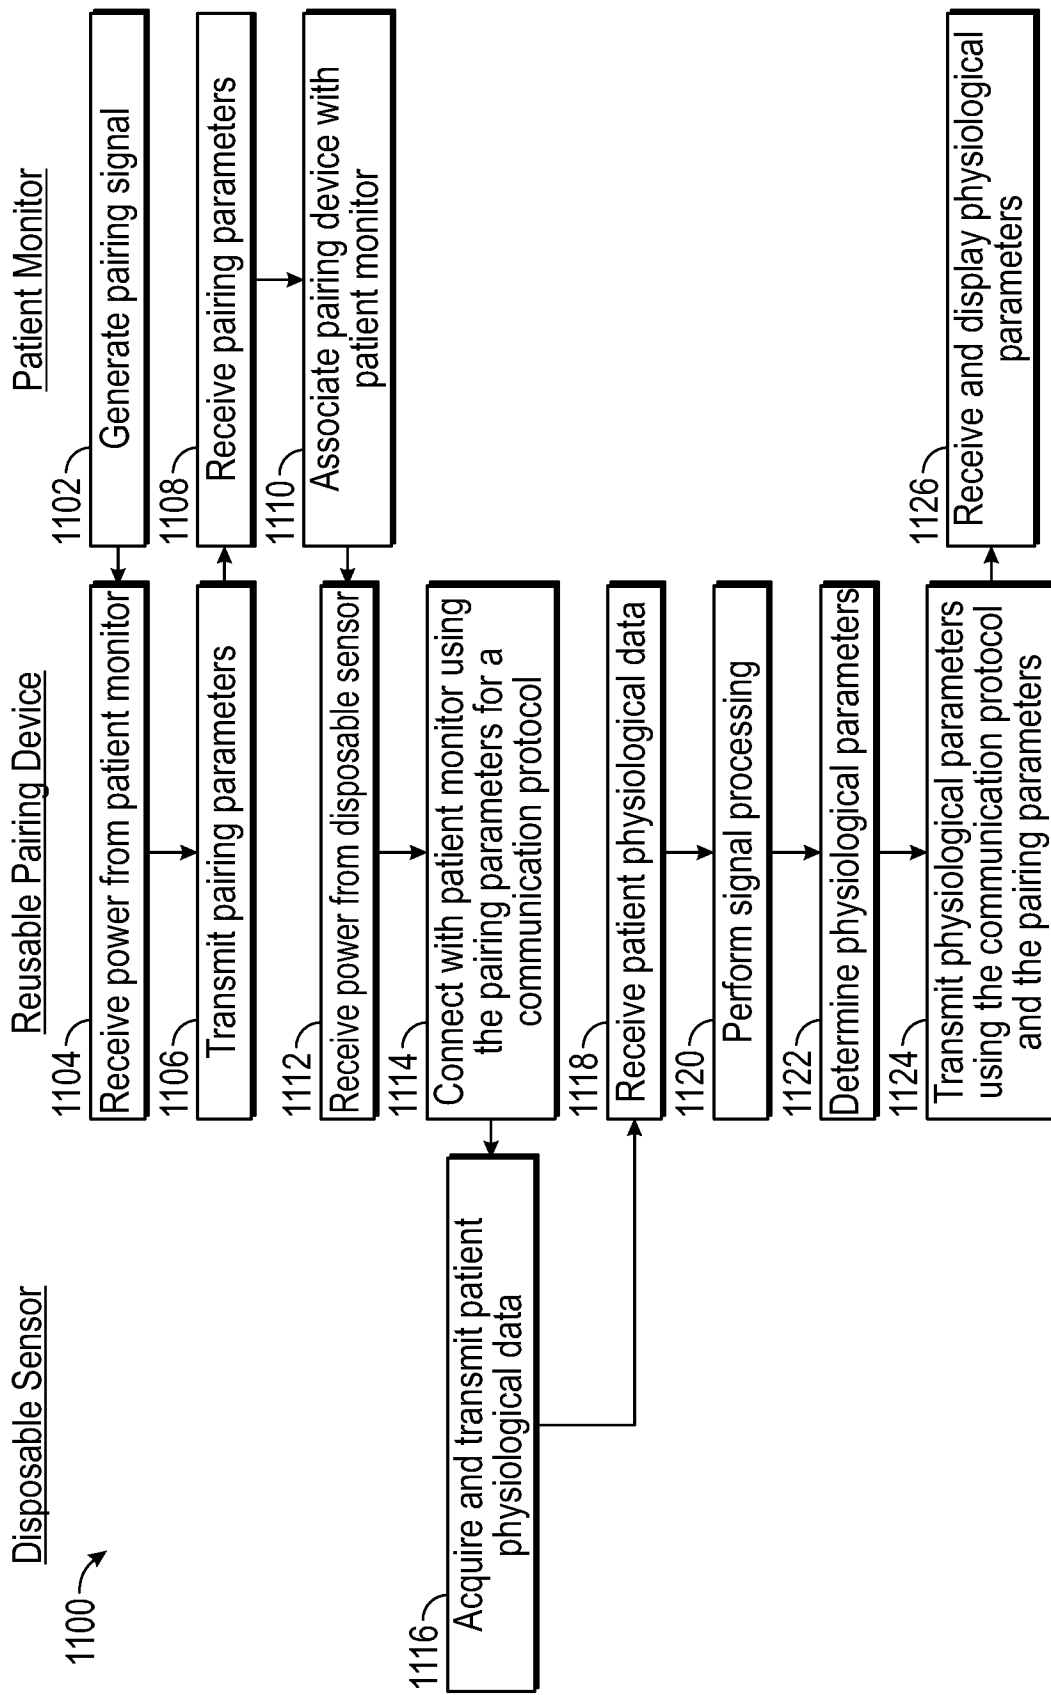 1100
Disposable Sensor
Reusable Pairing Device
Patient Monitor
1102
Generate pairing signal
1104
Receive power from patient monitor
1106
Transmit pairing parameters
1108
Receive pairing parameters
1110
Associate pairing device with
patient monitor
1112
Receive power from disposable sensor
1114
Connect with patient monitor using
the pairing parameters for a
communication protocol
1116
Acquire and transmit patient
physiological data
1118
Receive patient physiological data
1120
Perform signal processing
1122
Determine physiological parameters
1124
Transmit physiological parameters
using the communication protocol
and the pairing parameters
1126
Receive and display physiological
parameters